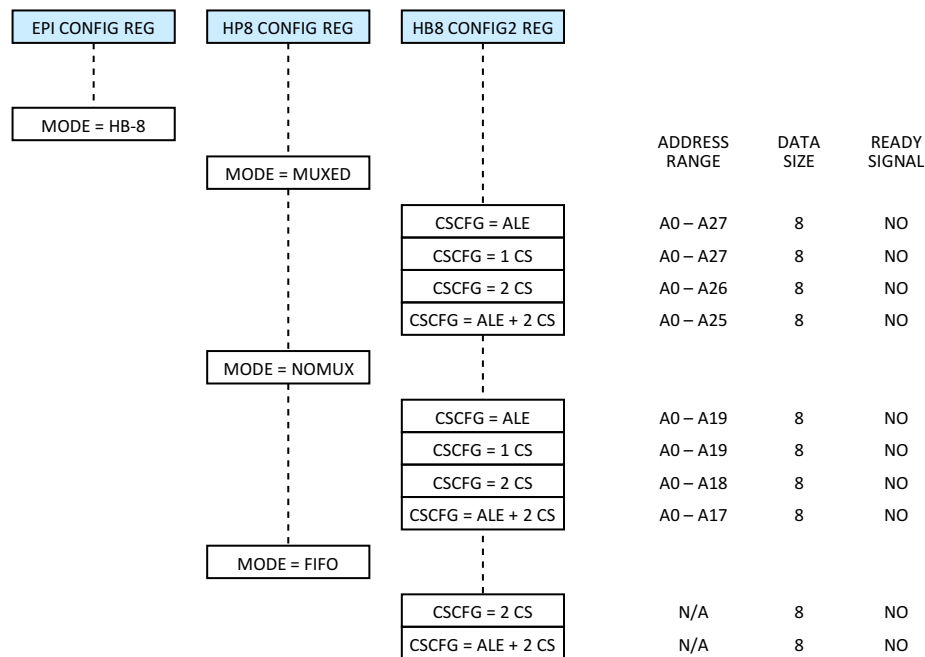 EPI CONFIG REG HP8 CONFIG REG HB8 CONFIG2 REG
MODE = HB-8
ADDRESS RANGE DATA SIZE READY SIGNAL
MODE = MUXED
CSCFG = ALE A0 – A27 8 NO
CSCFG = 1 CS A0 – A27 8 NO
CSCFG = 2 CS A0 – A26 8 NO
CSCFG = ALE + 2 CS A0 – A25 8 NO
MODE = NOMUX
CSCFG = ALE A0 – A19 8 NO
CSCFG = 1 CS A0 – A19 8 NO
CSCFG = 2 CS A0 – A18 8 NO
CSCFG = ALE + 2 CS A0 – A17 8 NO
MODE = FIFO
CSCFG = 2 CS N/A 8 NO
CSCFG = ALE + 2 CS N/A 8 NO